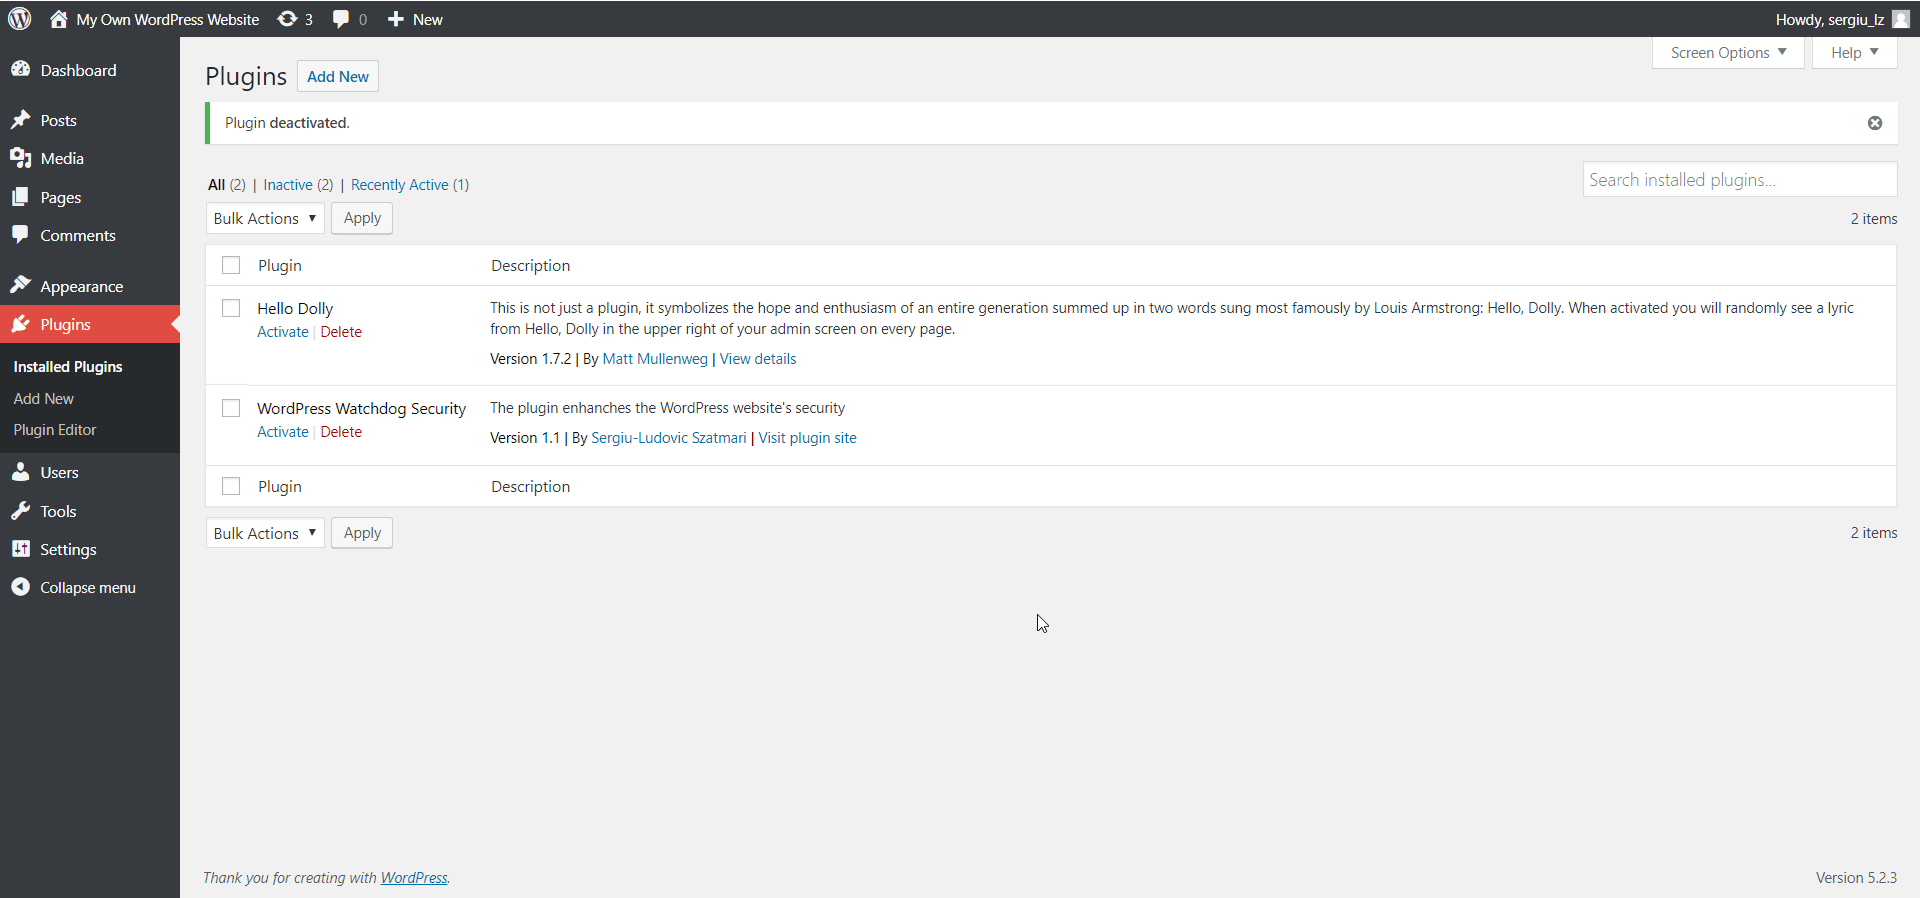 My Own WordPress Website 3 0 New Howdy, sergiu_lz
Dashboard
Posts
Media
Pages
Comments
Appearance
Plugins
Installed Plugins
Add New
Plugin Editor
Users
Tools
Settings
Collapse menu
Screen Options Help
Plugins Add New
Plugin deactivated.
All (2) | Inactive (2) | Recently Active (1)
Search installed plugins...
Bulk Actions Apply 2 items
Plugin Description
Hello Dolly
Activate | Delete
This is not just a plugin, it symbolizes the hope and enthusiasm of an entire generation summed up in two words sung most famously by Louis Armstrong: Hello, Dolly. When activated you will randomly see a lyric
from Hello, Dolly in the upper right of your admin screen on every page.
Version 1.7.2 | By Matt Mullenweg | View details
WordPress Watchdog Security
Activate | Delete
The plugin enhanches the WordPress website's security
Version 1.1 | By Sergiu-Ludovic Szatmari | Visit plugin site
Plugin Description
Bulk Actions Apply 2 items
Thank you for creating with WordPress. Version 5.2.3